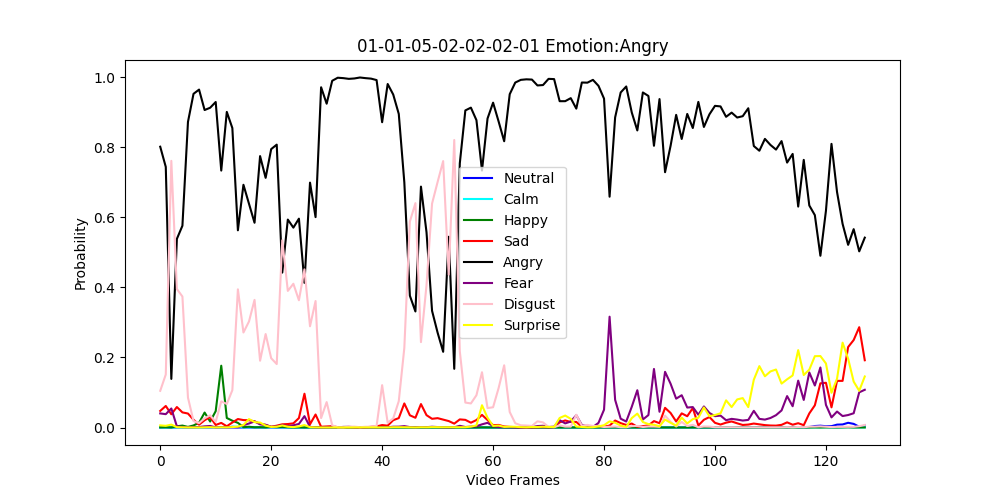 01-01-05-02-02-02-01 Emotion:Angry
1.0
0.8
0.6
0.4
0.2
0.0
Probability
Neutral
Calm
Happy
Sad
Angry
Fear
Disgust
Surprise
0 20 40 60 80 100 120
Video Frames